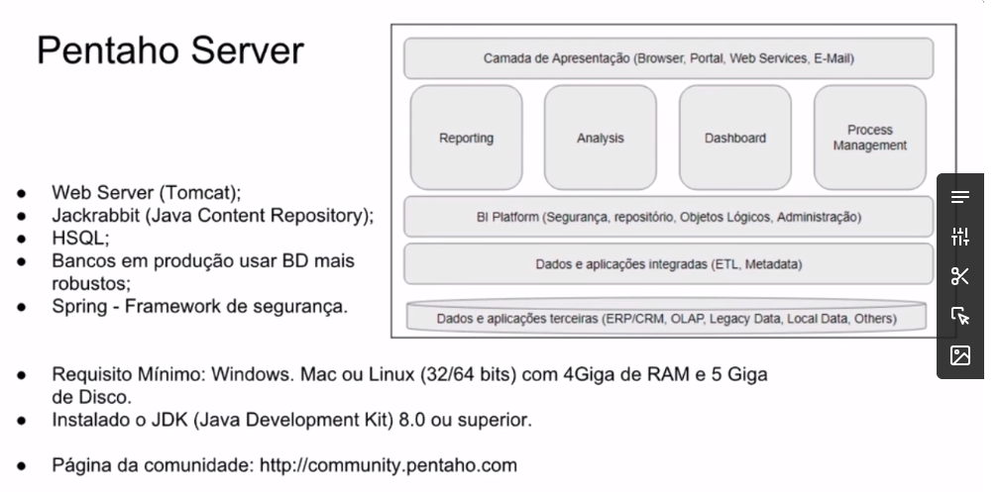 Pentaho Server
Camada de Apresentação (Browser, Portal, Web Services, E-Mail)
Reporting
Analysis
Dashboard
Process
Management
BI Platform (Segurança, repositório, Objetos Lógicos, Administração)
Dados e aplicações integradas (ETL, Metadata)
Dados e aplicações terceiras (ERP/CRM, OLAP, Legacy Data, Local Data, Others)
● Web Server (Tomcat);
● Jackrabbit (Java Content Repository);
● HSQL;
● Bancos em produção usar BD mais
robustos;
● Spring - Framework de segurança.
● Requisito Mínimo: Windows. Mac ou Linux (32/64 bits) com 4Giga de RAM e 5 Giga
de Disco.
● Instalado o JDK (Java Development Kit) 8.0 ou superior.
● Página da comunidade: http://community.pentaho.com